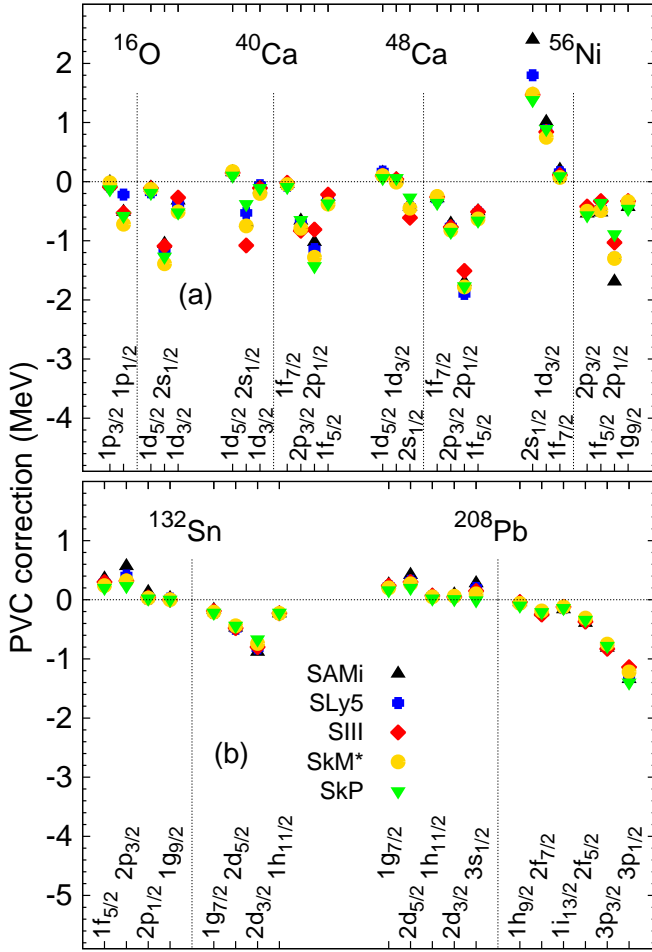 ¹⁶O ⁴⁰Ca ⁴⁸Ca ⁵⁶Ni
2
1
0
-1
-2
-3
-4
(a)
1p3/2 1p1/2 1d5/2 2s1/2 1d3/2 1d5/2 2s1/2 1d3/2 1f7/2 2p3/2 2p1/2 1f5/2 1d5/2 1d3/2 2s1/2 1f7/2 2p3/2 2p1/2 1f5/2 2s1/2 1d3/2 1f7/2 2p3/2 1f5/2 2p1/2 1g9/2
PVC correction (MeV)
¹³²Sn ²⁰⁸Pb
1
0
-1
-2
-3
-4
-5
SAMi
SLy5
SIII
SkM*
SkP
(b)
1f5/2 2p3/2 2p1/2 1g9/2 1g7/2 2d5/2 2d3/2 1h11/2 1g7/2 2d5/2 1h11/2 2d3/2 3s1/2 1h9/2 2f7/2 1i13/2 2f5/2 3p3/2 3p1/2